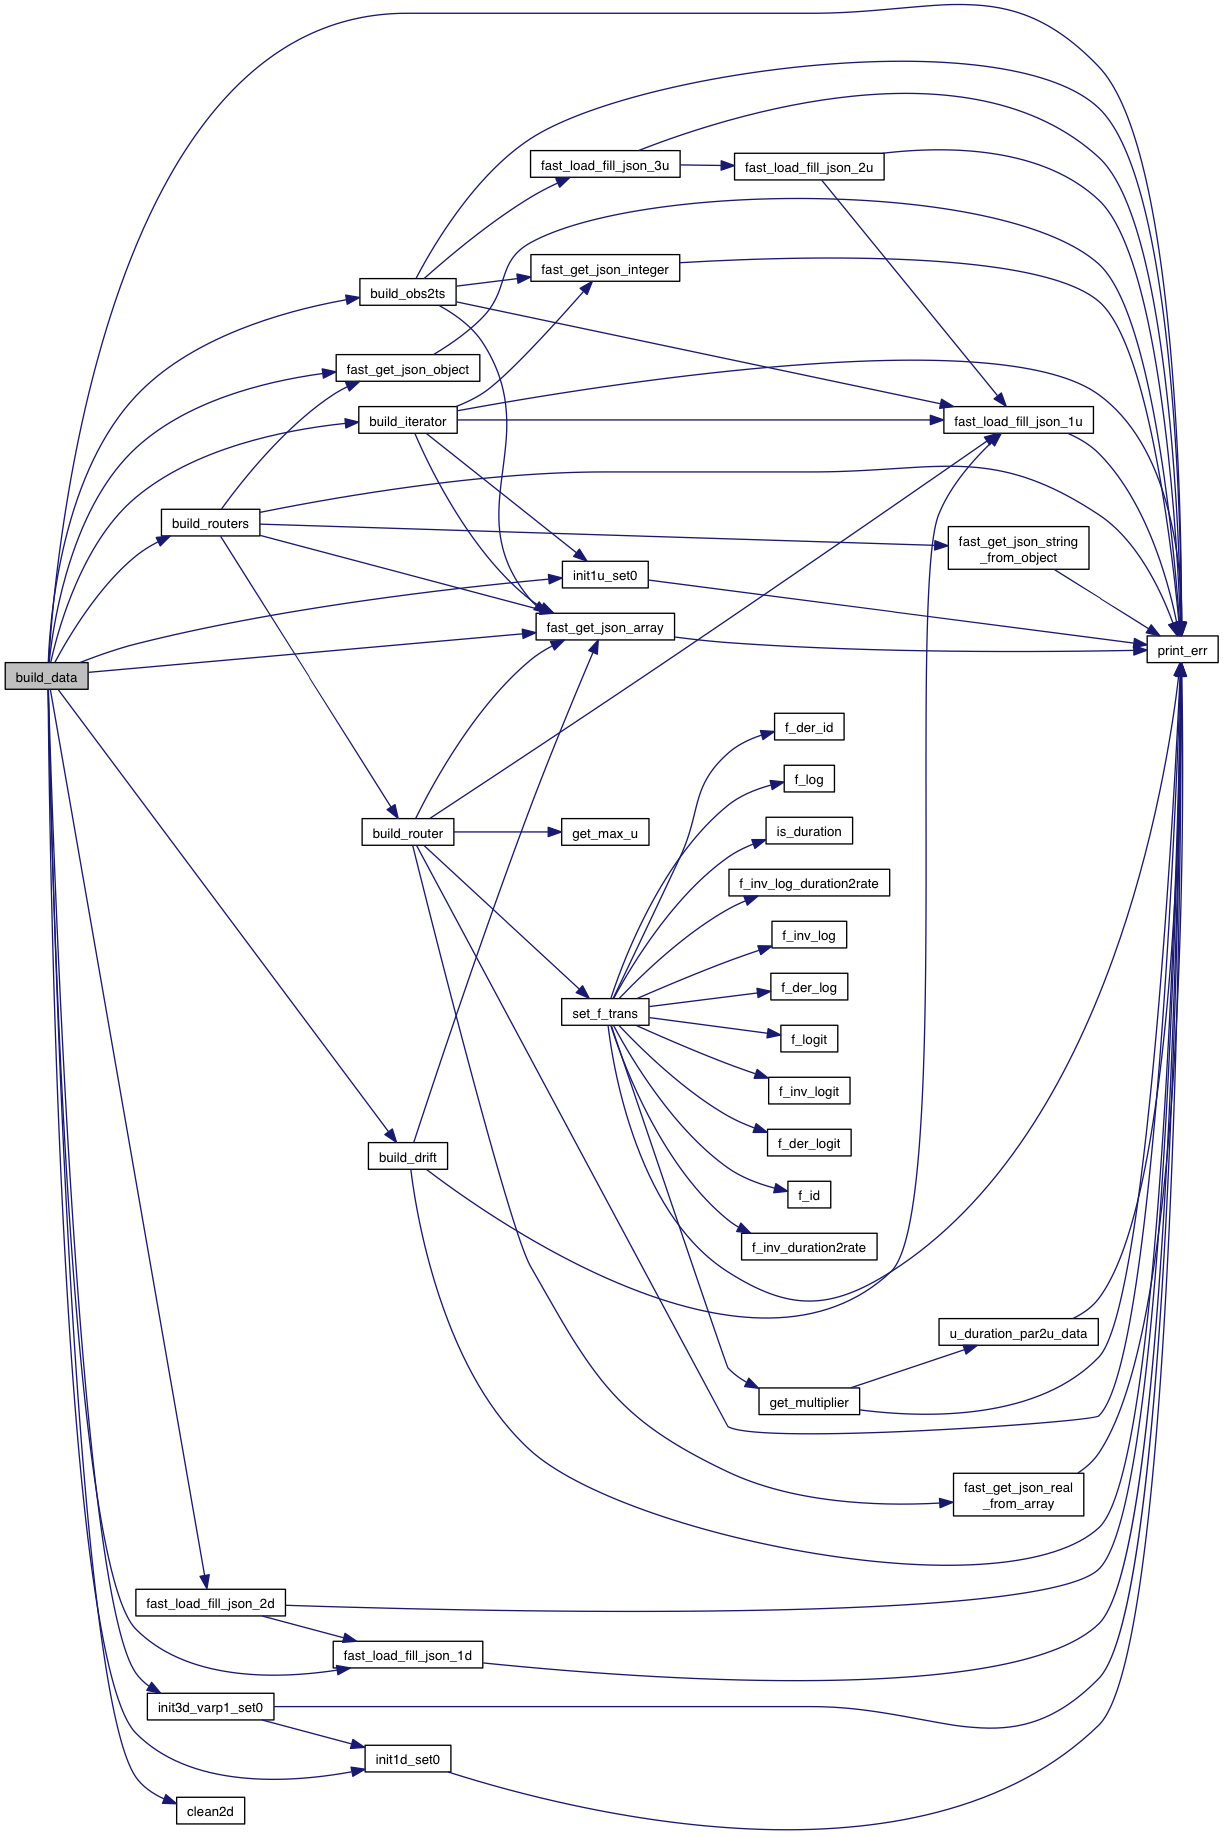 fast_load_fill_json_3u
fast_load_fill_json_2u
fast_get_json_integer
build_obs2ts
fast_get_json_object
build_iterator
fast_load_fill_json_1u
build_routers
fast_get_json_string
_from_object
init1u_set0
fast_get_json_array
print_err
build_data
f_der_id
f_log
build_router
get_max_u
is_duration
f_inv_log_duration2rate
f_inv_log
f_der_log
set_f_trans
f_logit
f_inv_logit
f_der_logit
build_drift
f_id
f_inv_duration2rate
u_duration_par2u_data
get_multiplier
fast_get_json_real
_from_array
fast_load_fill_json_2d
fast_load_fill_json_1d
init3d_varp1_set0
init1d_set0
clean2d